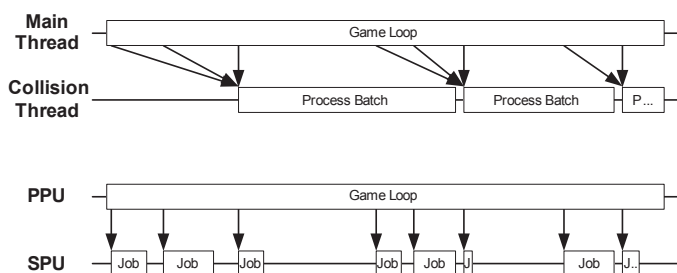 Main
Thread
Game Loop
Collision
Thread
Process Batch
Process Batch
P...
PPU
Game Loop
SPU
Job
Job
Job
Job
Job
J
Job
J..